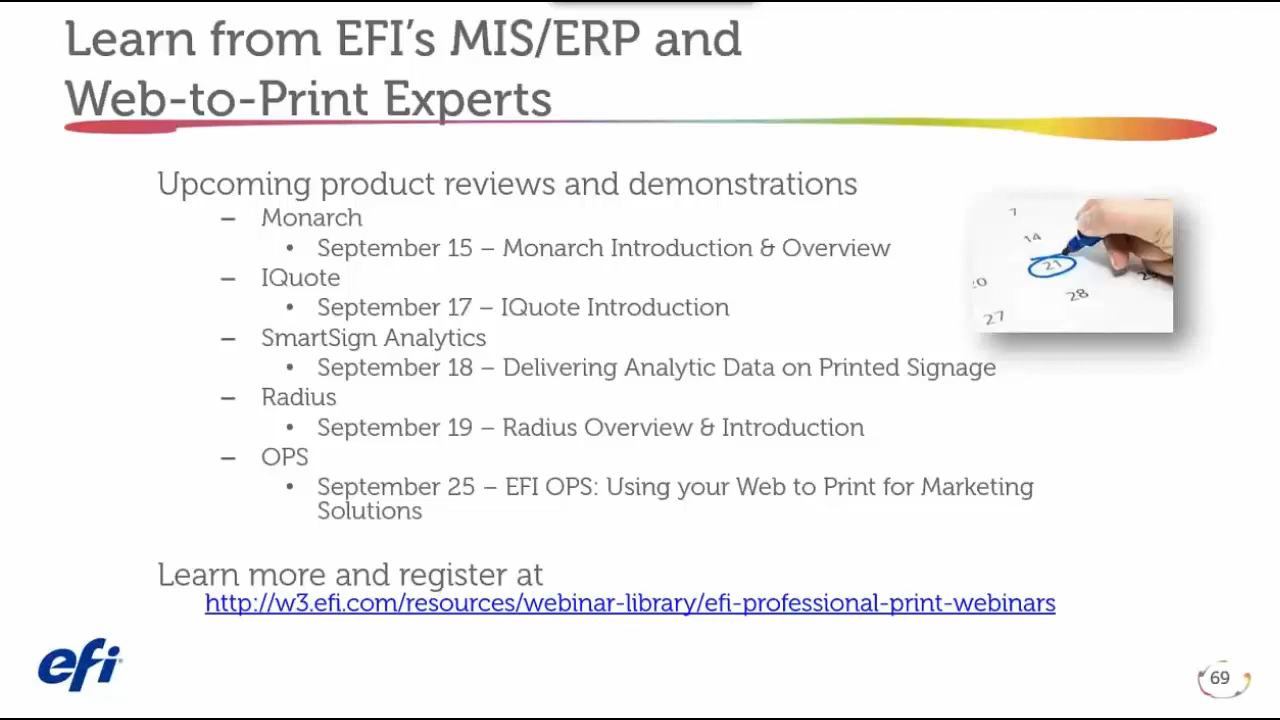 Learn from EFI’s MIS/ERP and
Web-to-Print Experts
Upcoming product reviews and demonstrations
– Monarch
• September 15 – Monarch Introduction & Overview
– IQuote
• September 17 – IQuote Introduction
– SmartSign Analytics
• September 18 – Delivering Analytic Data on Printed Signage
– Radius
• September 19 – Radius Overview & Introduction
– OPS
• September 25 – EFI OPS: Using your Web to Print for Marketing
Solutions
7
14
21
20
28
27
Learn more and register at
http://w3.efi.com/resources/webinar-library/efi-professional-print-webinars
efi
69